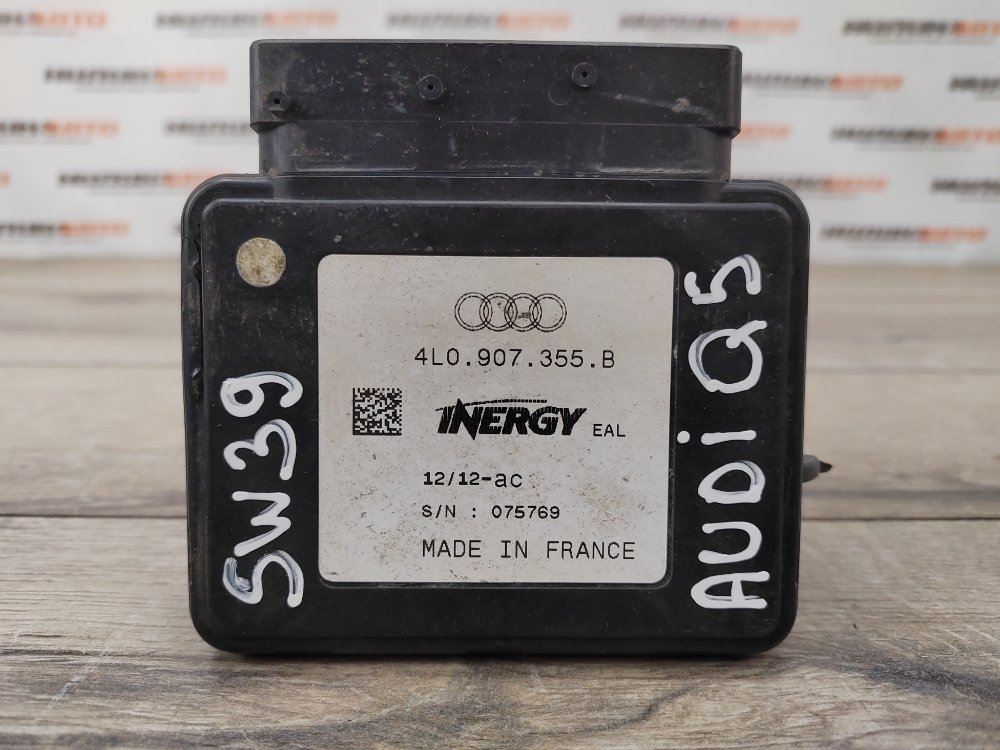 4L0.907.355.B
INERGY EAL
12/12-ac
S/N : 075769
MADE IN FRANCE
SW39
AUDi Q5